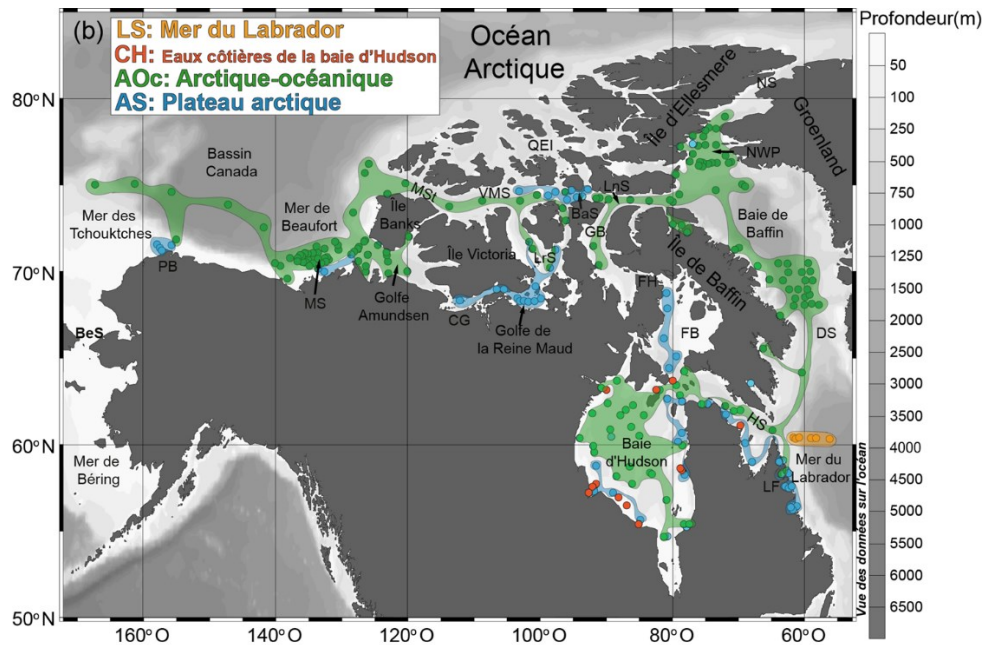 (b)
LS: Mer du Labrador
CH: Eaux côtières de la baie d'Hudson
AOc: Arctique-océanique
AS: Plateau arctique
Océan
Arctique
Profondeur(m)
50
100
250
500
750
1000
1500
2000
2500
3000
3500
4000
4500
5000
5500
6000
6500
80°N
70°N
60°N
50°N
160°O
140°O
120°O
100°O
80°O
60°O
Île d'Ellesmere
NS
Groenland
NWP
QEI
Bassin
Canada
Mer des
Tchouktches
Mer de
Beaufort
Île
Banks
MSt
VMS
BaS
LnS
GB
Baie de
Baffin
PB
MS
Golfe
Amundsen
Île Victoria
LrS
Île de Baffin
CG
Golfe de
la Reine Maud
FH
FB
DS
BeS
Mer de
Béring
Baie
d'Hudson
HS
Mer du
Labrador
LF
Vue des données sur l'océan